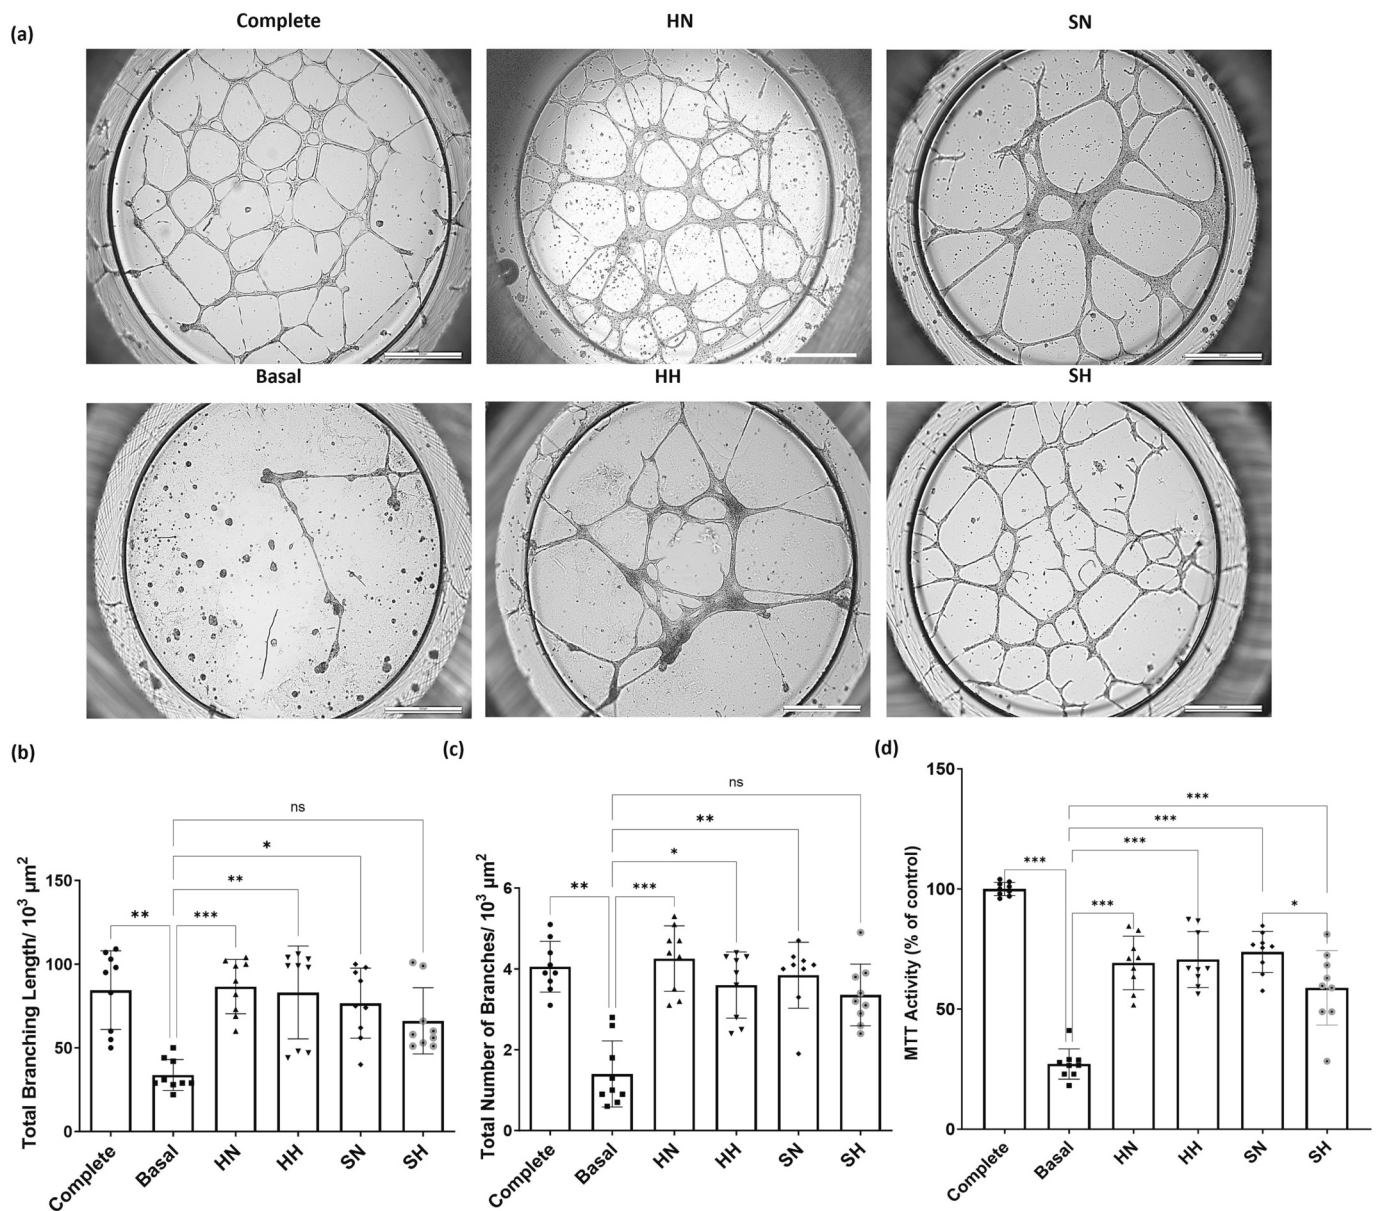 (a)
Complete
HN
SN
Basal
HH
SH
(b)
ns
*
**
** ***
Total Branching Length/ 10³ µm²
150
100
50
0
Complete
Basal
HN
HH
SN
SH
(c)
ns
**
*
** ***
Total Number of Branches/ 10³ µm²
6
4
2
0
Complete
Basal
HN
HH
SN
SH
(d)
***
***
***
***
***
*
MTT Activity (% of control)
150
100
50
0
Complete
Basal
HN
HH
SN
SH